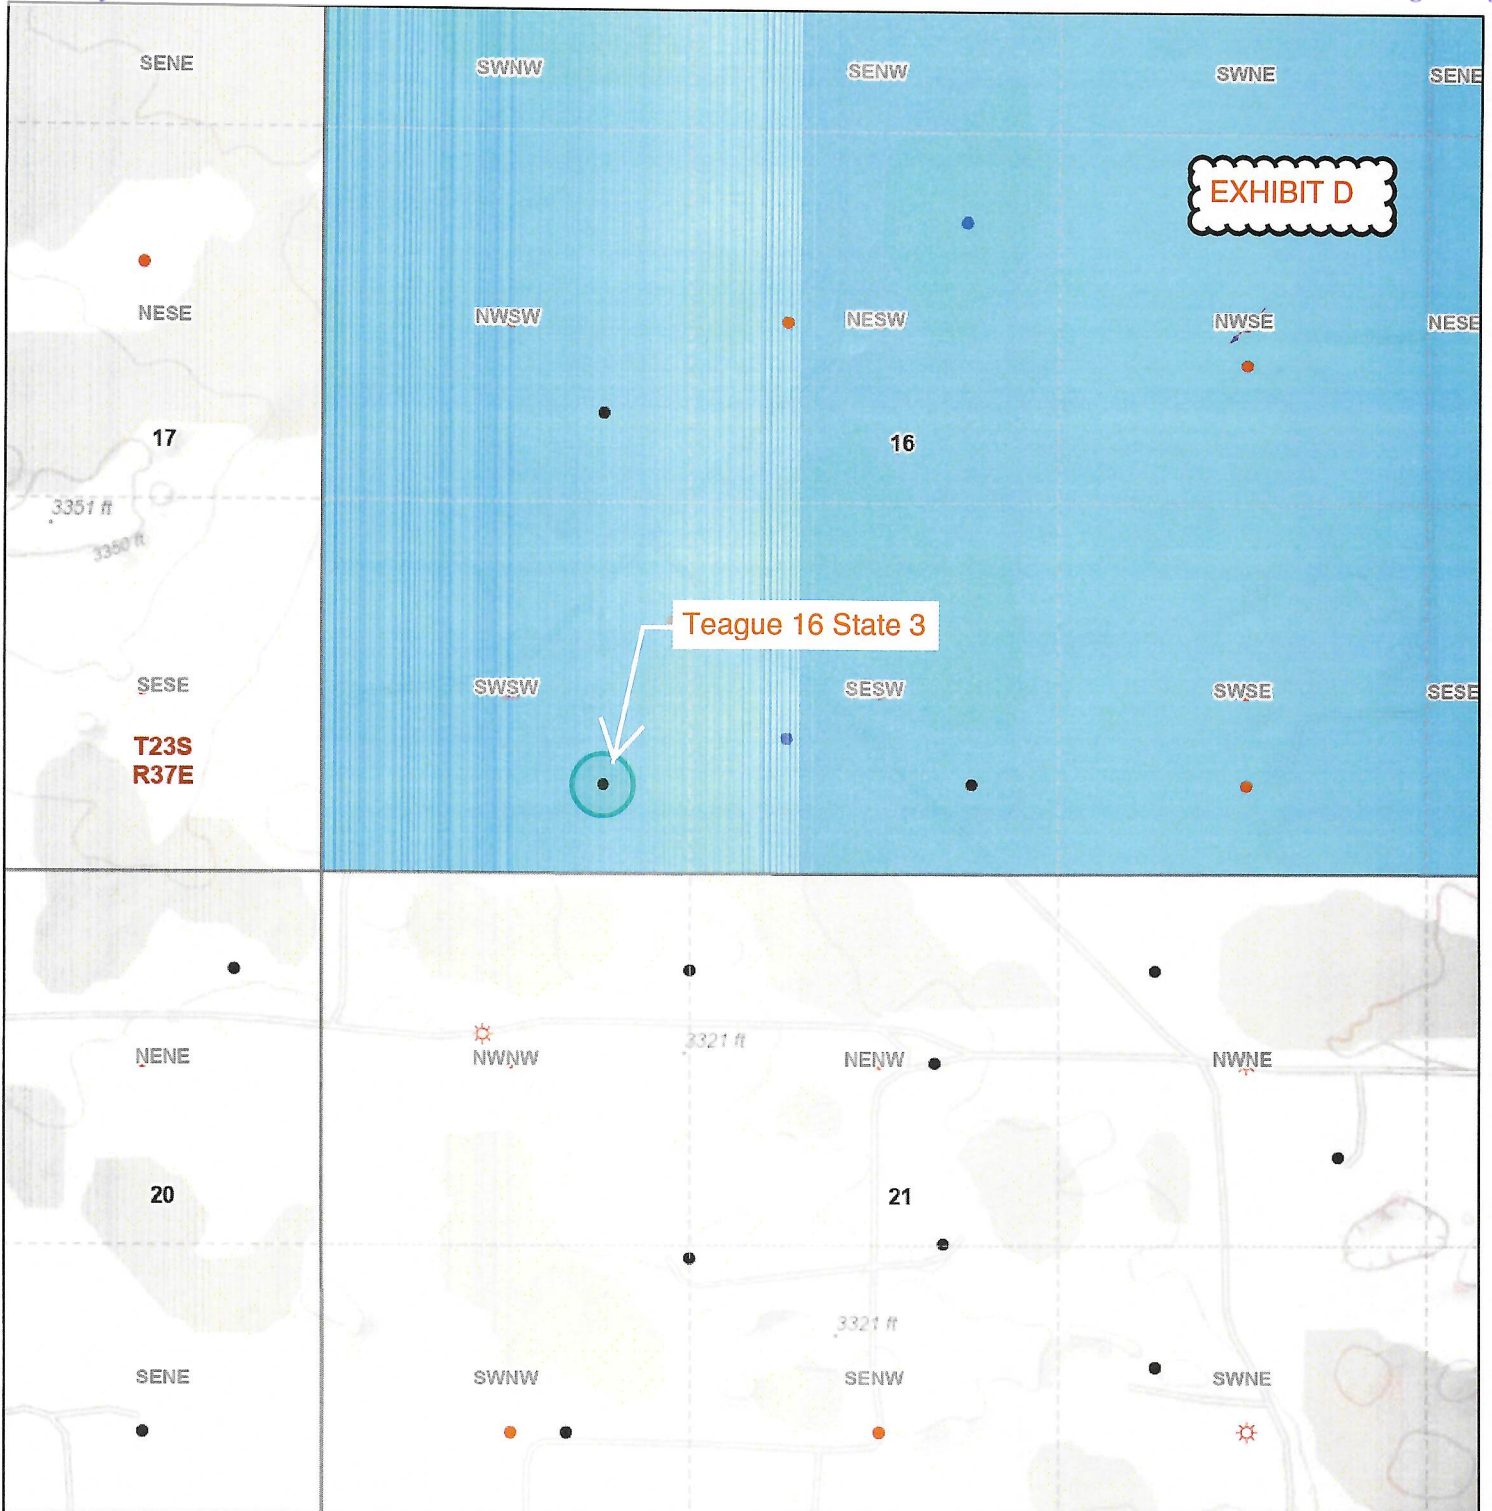 SENE
SWNW
SENW
SWNE
SENE
EXHIBIT D
NESE
NWSW
NESW
NWSE
NESE
17
16
3351 ft
3350 ft
Teague 16 State 3
SESE
SWSW
SESW
SWSE
SESE
T23S
R37E
3321 ft
NENE
NWNW
NENW
NWNE
20
21
3321 ft
SENE
SWNW
SENW
SWNE